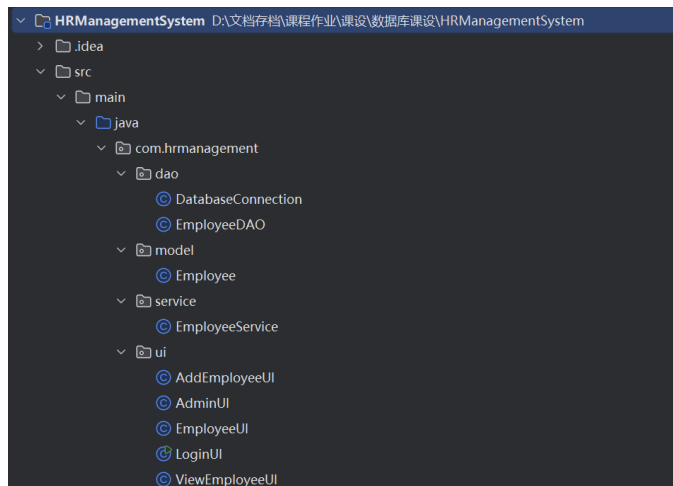 HRManagementSystem D:\文档存档\课程作业\课设\数据库课设\HRManagementSystem
.idea
src
main
java
com.hrmanagement
dao
DatabaseConnection
EmployeeDAO
model
Employee
service
EmployeeService
ui
AddEmployeeUI
AdminUI
EmployeeUI
LoginUI
ViewEmployeeUI